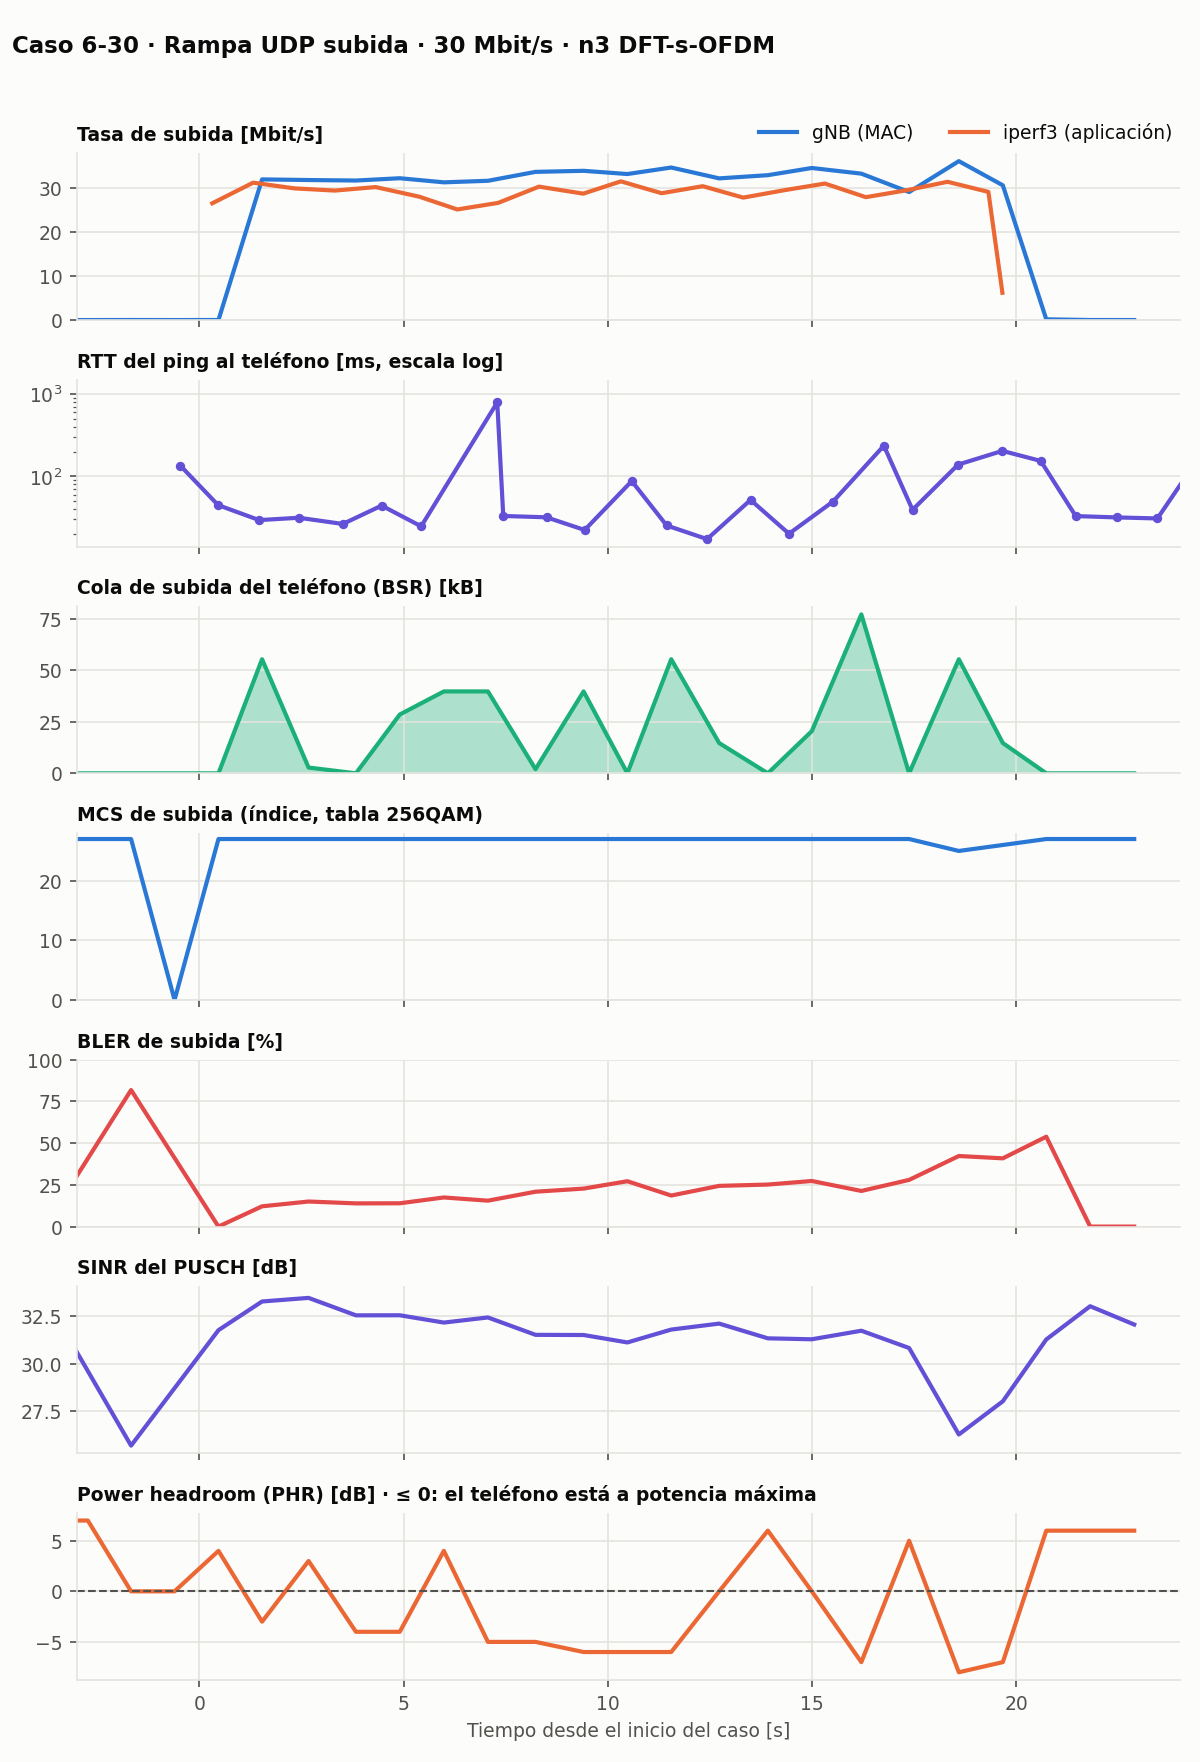 Caso 6-30 · Rampa UDP subida · 30 Mbit/s · n3 DFT-s-OFDM
Tasa de subida [Mbit/s]
gNB (MAC)
iperf3 (aplicación)
30
20
10
0
RTT del ping al teléfono [ms, escala log]
10³
10²
Cola de subida del teléfono (BSR) [kB]
75
50
25
0
MCS de subida (índice, tabla 256QAM)
20
10
0
BLER de subida [%]
100
75
50
25
0
SINR del PUSCH [dB]
32.5
30.0
27.5
Power headroom (PHR) [dB] · ≤ 0: el teléfono está a potencia máxima
5
0
−5
0 5 10 15 20
Tiempo desde el inicio del caso [s]